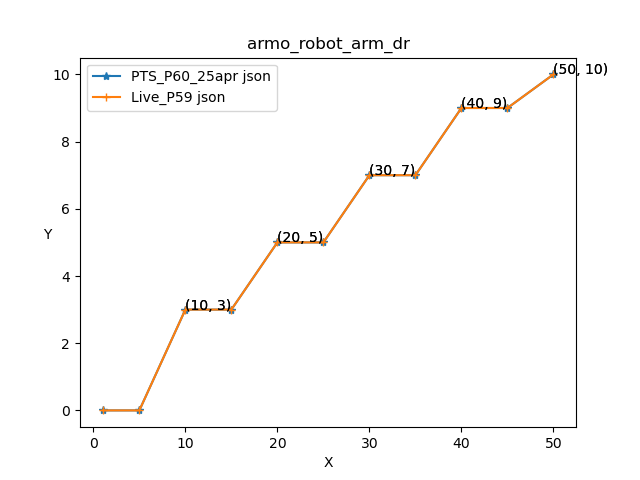 armo_robot_arm_dr
PTS_P60_25apr json
Live_P59 json
(50, 10)
(40, 9)
(30, 7)
(20, 5)
(10, 3)
10
8
6
4
2
0
Y
0 10 20 30 40 50
X